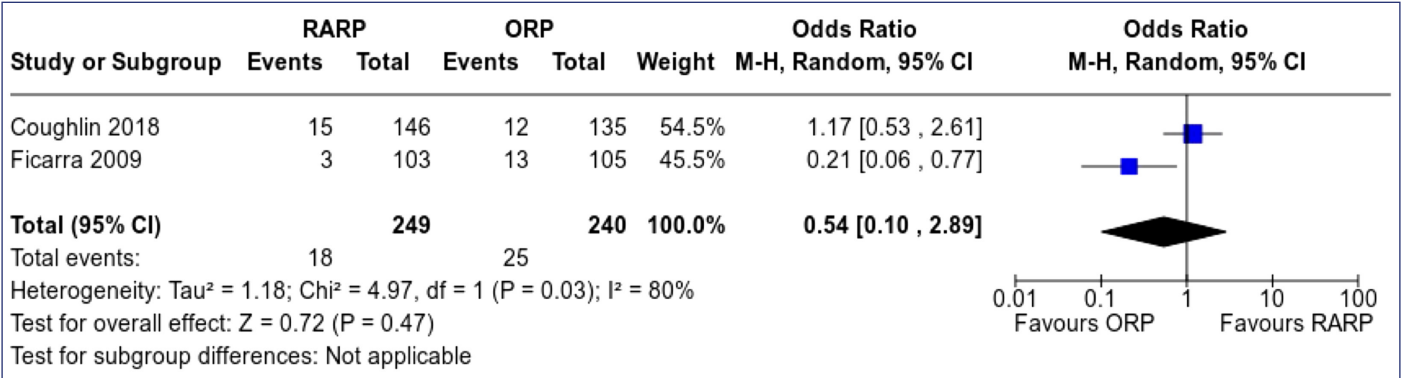 RARP ORP Odds Ratio Odds Ratio
Study or Subgroup Events Total Events Total Weight M-H, Random, 95% CI M-H, Random, 95% CI
Coughlin 2018 15 146 12 135 54.5% 1.17 [0.53 , 2.61]
Ficarra 2009 3 103 13 105 45.5% 0.21 [0.06 , 0.77]
Total (95% CI) 249 240 100.0% 0.54 [0.10 , 2.89]
Total events: 18 25
Heterogeneity: Tau² = 1.18; Chi² = 4.97, df = 1 (P = 0.03); I² = 80%
0.01 0.1 1 10 100
Test for overall effect: Z = 0.72 (P = 0.47) Favours ORP Favours RARP
Test for subgroup differences: Not applicable